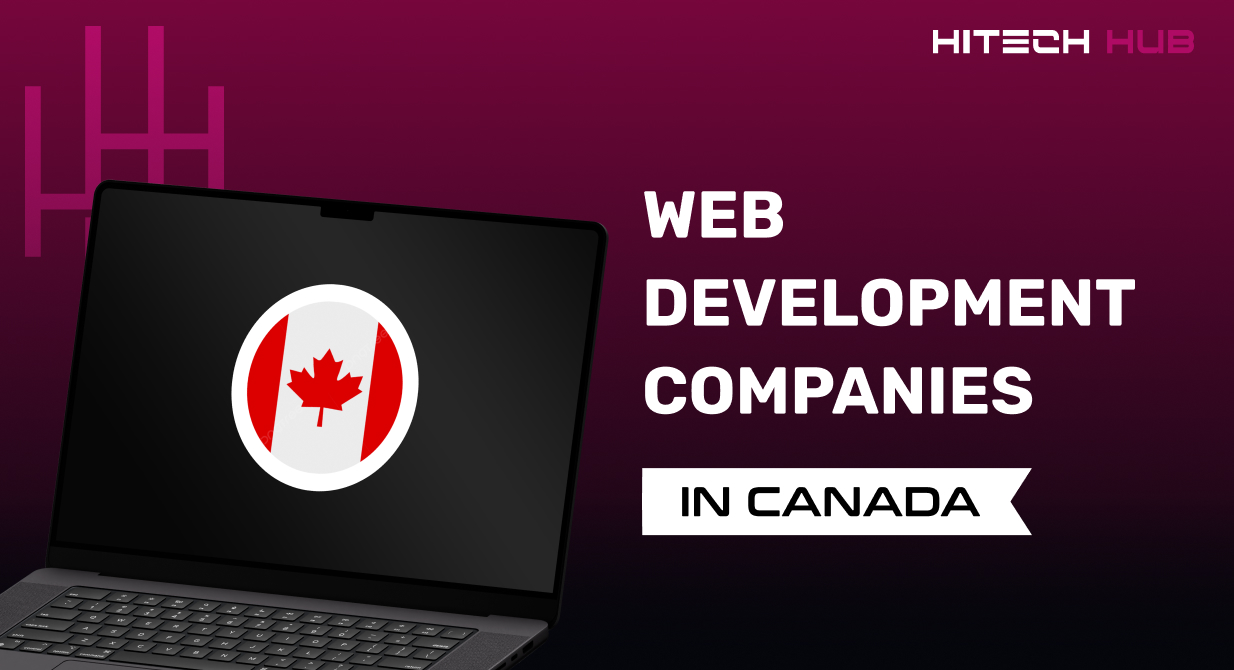 HITECH HUB
WEB
DEVELOPMENT
COMPANIES
IN CANADA